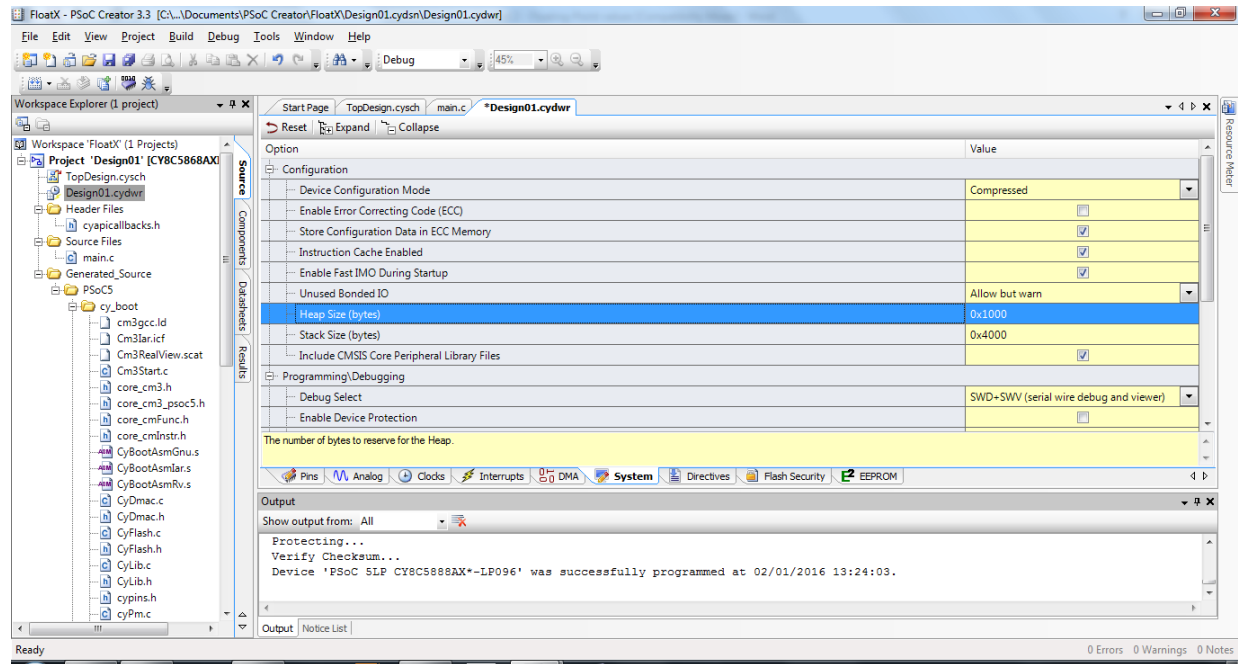 FloatX - PSoC Creator 3.3 [C:\...\Documents\PSoC Creator\FloatX\Design01.cydsn\Design01.cydwr]
File Edit View Project Build Debug Tools Window Help
Debug 45%
Workspace Explorer (1 project)
Workspace 'FloatX' (1 Projects)
Project 'Design01' [CY8C5868AXI
TopDesign.cysch
Design01.cydwr
Header Files
cyapicallbacks.h
Source Files
main.c
Generated_Source
PSoC5
cy_boot
cm3gcc.ld
Cm3Iar.icf
Cm3RealView.scat
Cm3Start.c
core_cm3.h
core_cm3_psoc5.h
core_cmFunc.h
core_cmInstr.h
CyBootAsmGnu.s
CyBootAsmIar.s
CyBootAsmRv.s
CyDmac.c
CyDmac.h
CyFlash.c
CyFlash.h
CyLib.c
CyLib.h
cypins.h
cyPm.c
Source
Components
Datasheets
Results
Start Page TopDesign.cysch main.c *Design01.cydwr
Reset Expand Collapse
Option Value
Configuration
Device Configuration Mode Compressed
Enable Error Correcting Code (ECC)
Store Configuration Data in ECC Memory
Instruction Cache Enabled
Enable Fast IMO During Startup
Unused Bonded IO Allow but warn
Heap Size (bytes) 0x1000
Stack Size (bytes) 0x4000
Include CMSIS Core Peripheral Library Files
Programming\Debugging
Debug Select SWD+SWV (serial wire debug and viewer)
Enable Device Protection
The number of bytes to reserve for the Heap.
Pins Analog Clocks Interrupts DMA System Directives Flash Security EEPROM
Resource Meter
Output
Show output from: All
Protecting...
Verify Checksum...
Device 'PSoC 5LP CY8C5888AX*-LP096' was successfully programmed at 02/01/2016 13:24:03.
Output Notice List
Ready 0 Errors 0 Warnings 0 Notes